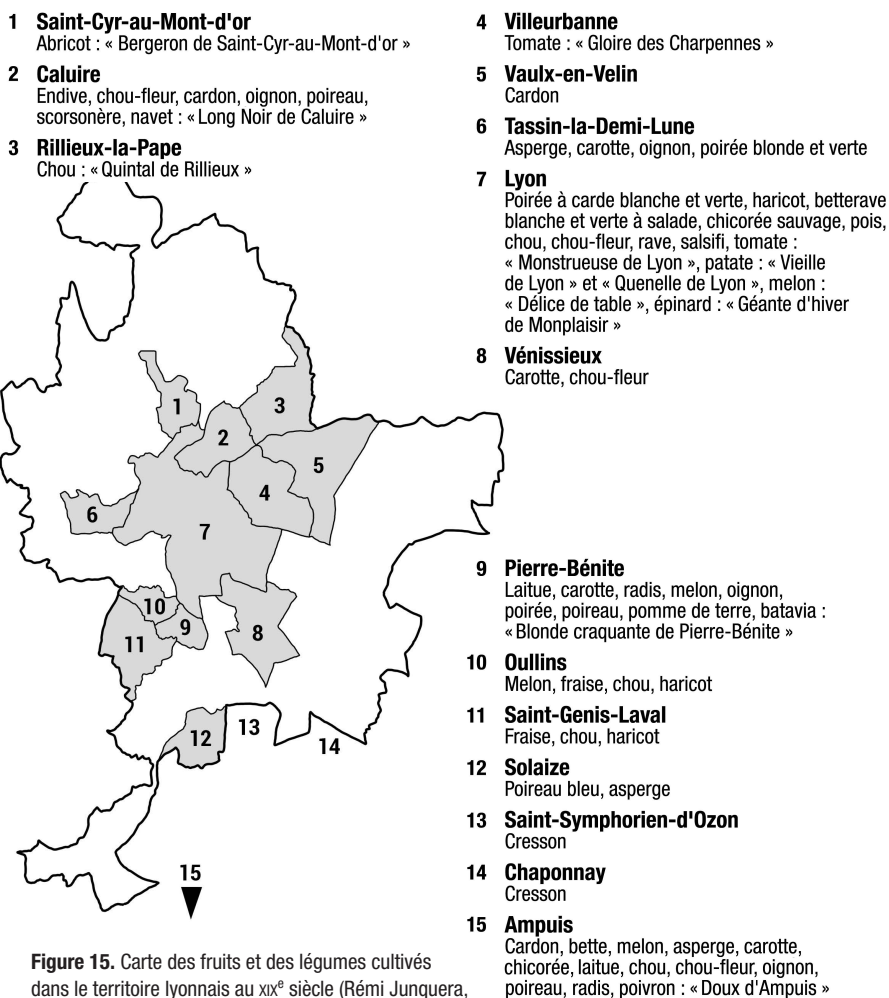 1 Saint-Cyr-au-Mont-d'or
Abricot : « Bergeron de Saint-Cyr-au-Mont-d'or »
2 Caluire
Endive, chou-fleur, cardon, oignon, poireau,
scorsonère, navet : « Long Noir de Caluire »
3 Rillieux-la-Pape
Chou : « Quintal de Rillieux »
4 Villeurbanne
Tomate : « Gloire des Charpennes »
5 Vaulx-en-Velin
Cardon
6 Tassin-la-Demi-Lune
Asperge, carotte, oignon, poirée blonde et verte
7 Lyon
Poirée à carde blanche et verte, haricot, betterave
blanche et verte à salade, chicorée sauvage, pois,
chou, chou-fleur, rave, salsifi, tomate :
« Monstrueuse de Lyon », patate : « Vieille
de Lyon » et « Quenelle de Lyon », melon :
« Délice de table », épinard : « Géante d'hiver
de Monplaisir »
8 Vénissieux
Carotte, chou-fleur
1
3
2
5
4
6
7
10
9
8
11
13
12
14
15
9 Pierre-Bénite
Laitue, carotte, radis, melon, oignon,
poirée, poireau, pomme de terre, batavia :
« Blonde craquante de Pierre-Bénite »
10 Oullins
Melon, fraise, chou, haricot
11 Saint-Genis-Laval
Fraise, chou, haricot
12 Solaize
Poireau bleu, asperge
13 Saint-Symphorien-d'Ozon
Cresson
14 Chaponnay
Cresson
15 Ampuis
Cardon, bette, melon, asperge, carotte,
chicorée, laitue, chou, chou-fleur, oignon,
poireau, radis, poivron : « Doux d'Ampuis »
Figure 15. Carte des fruits et des légumes cultivés
dans le territoire lyonnais au XIXe siècle (Rémi Junquera,